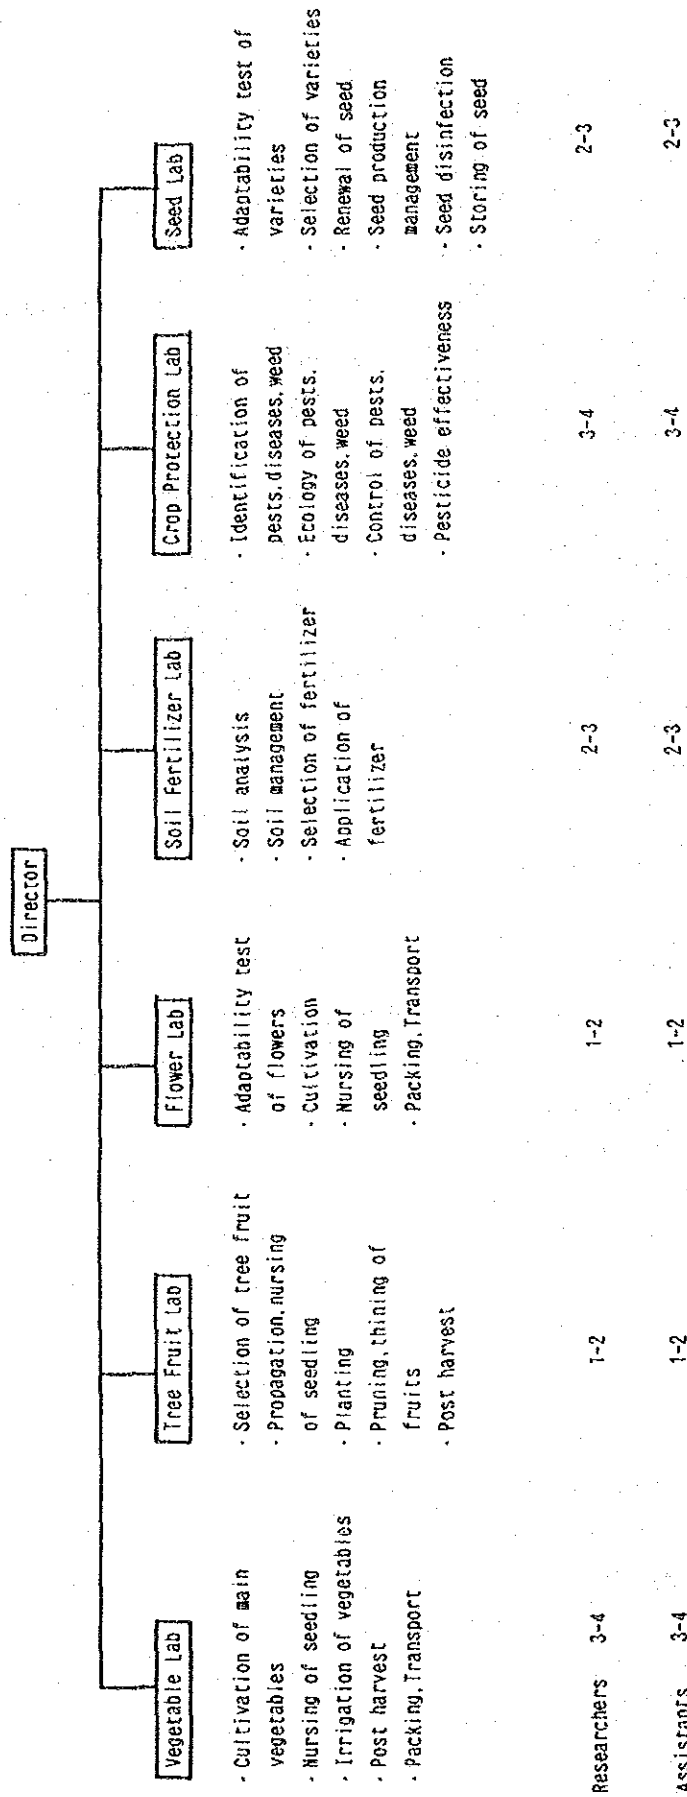 Director
Vegetable Lab
· Cultivation of main
vegetables
· Nursing of seedling
· Irrigation of vegetables
· Post harvest
· Packing,Transport
Tree Fruit Lab
· Selection of tree fruit
· Propagation,nursing
of seedling
· Planting
· Pruning,thining of
fruits
· Post harvest
Flower Lab
· Adaptability test
of flowers
· Cultivation
· Nursing of
seedling
· Packing,Transport
Soil Fertilizer Lab
· Soil analysis
· Soil management
· Selection of fertilizer
· Application of
fertilizer
Crop Protection Lab
· Identification of
pests,diseases,weed
· Ecology of pests,
diseases,weed
· Control of pests,
diseases,weed
· Pesticide effectiveness
Seed Lab
· Adaptability test of
varieties
· Selection of varieties
· Renewal of seed
· Seed production
management
· Seed disinfection
· Storing of seed
Researchers 3-4 1-2 1-2 2-3 3-4 2-3
Assistants 3-4 1-2 1-2 2-3 3-4 2-3